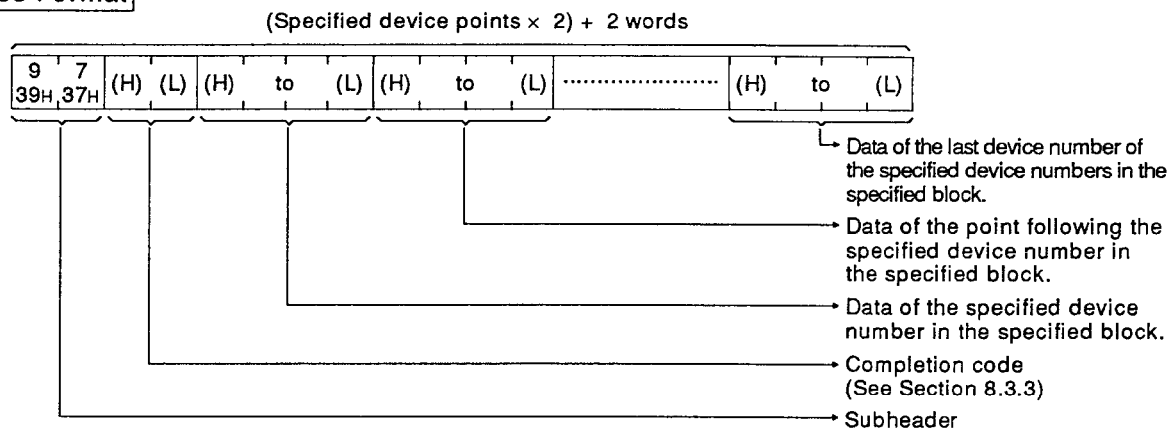 (Specified device points × 2) + 2 words
9 7 (H) (L) (H) to (L) (H) to (L) (H) to (L)
39H 37H
Data of the last device number of
the specified device numbers in the
specified block.
Data of the point following the
specified device number in
the specified block.
Data of the specified device
number in the specified block.
Completion code
(See Section 8.3.3)
Subheader